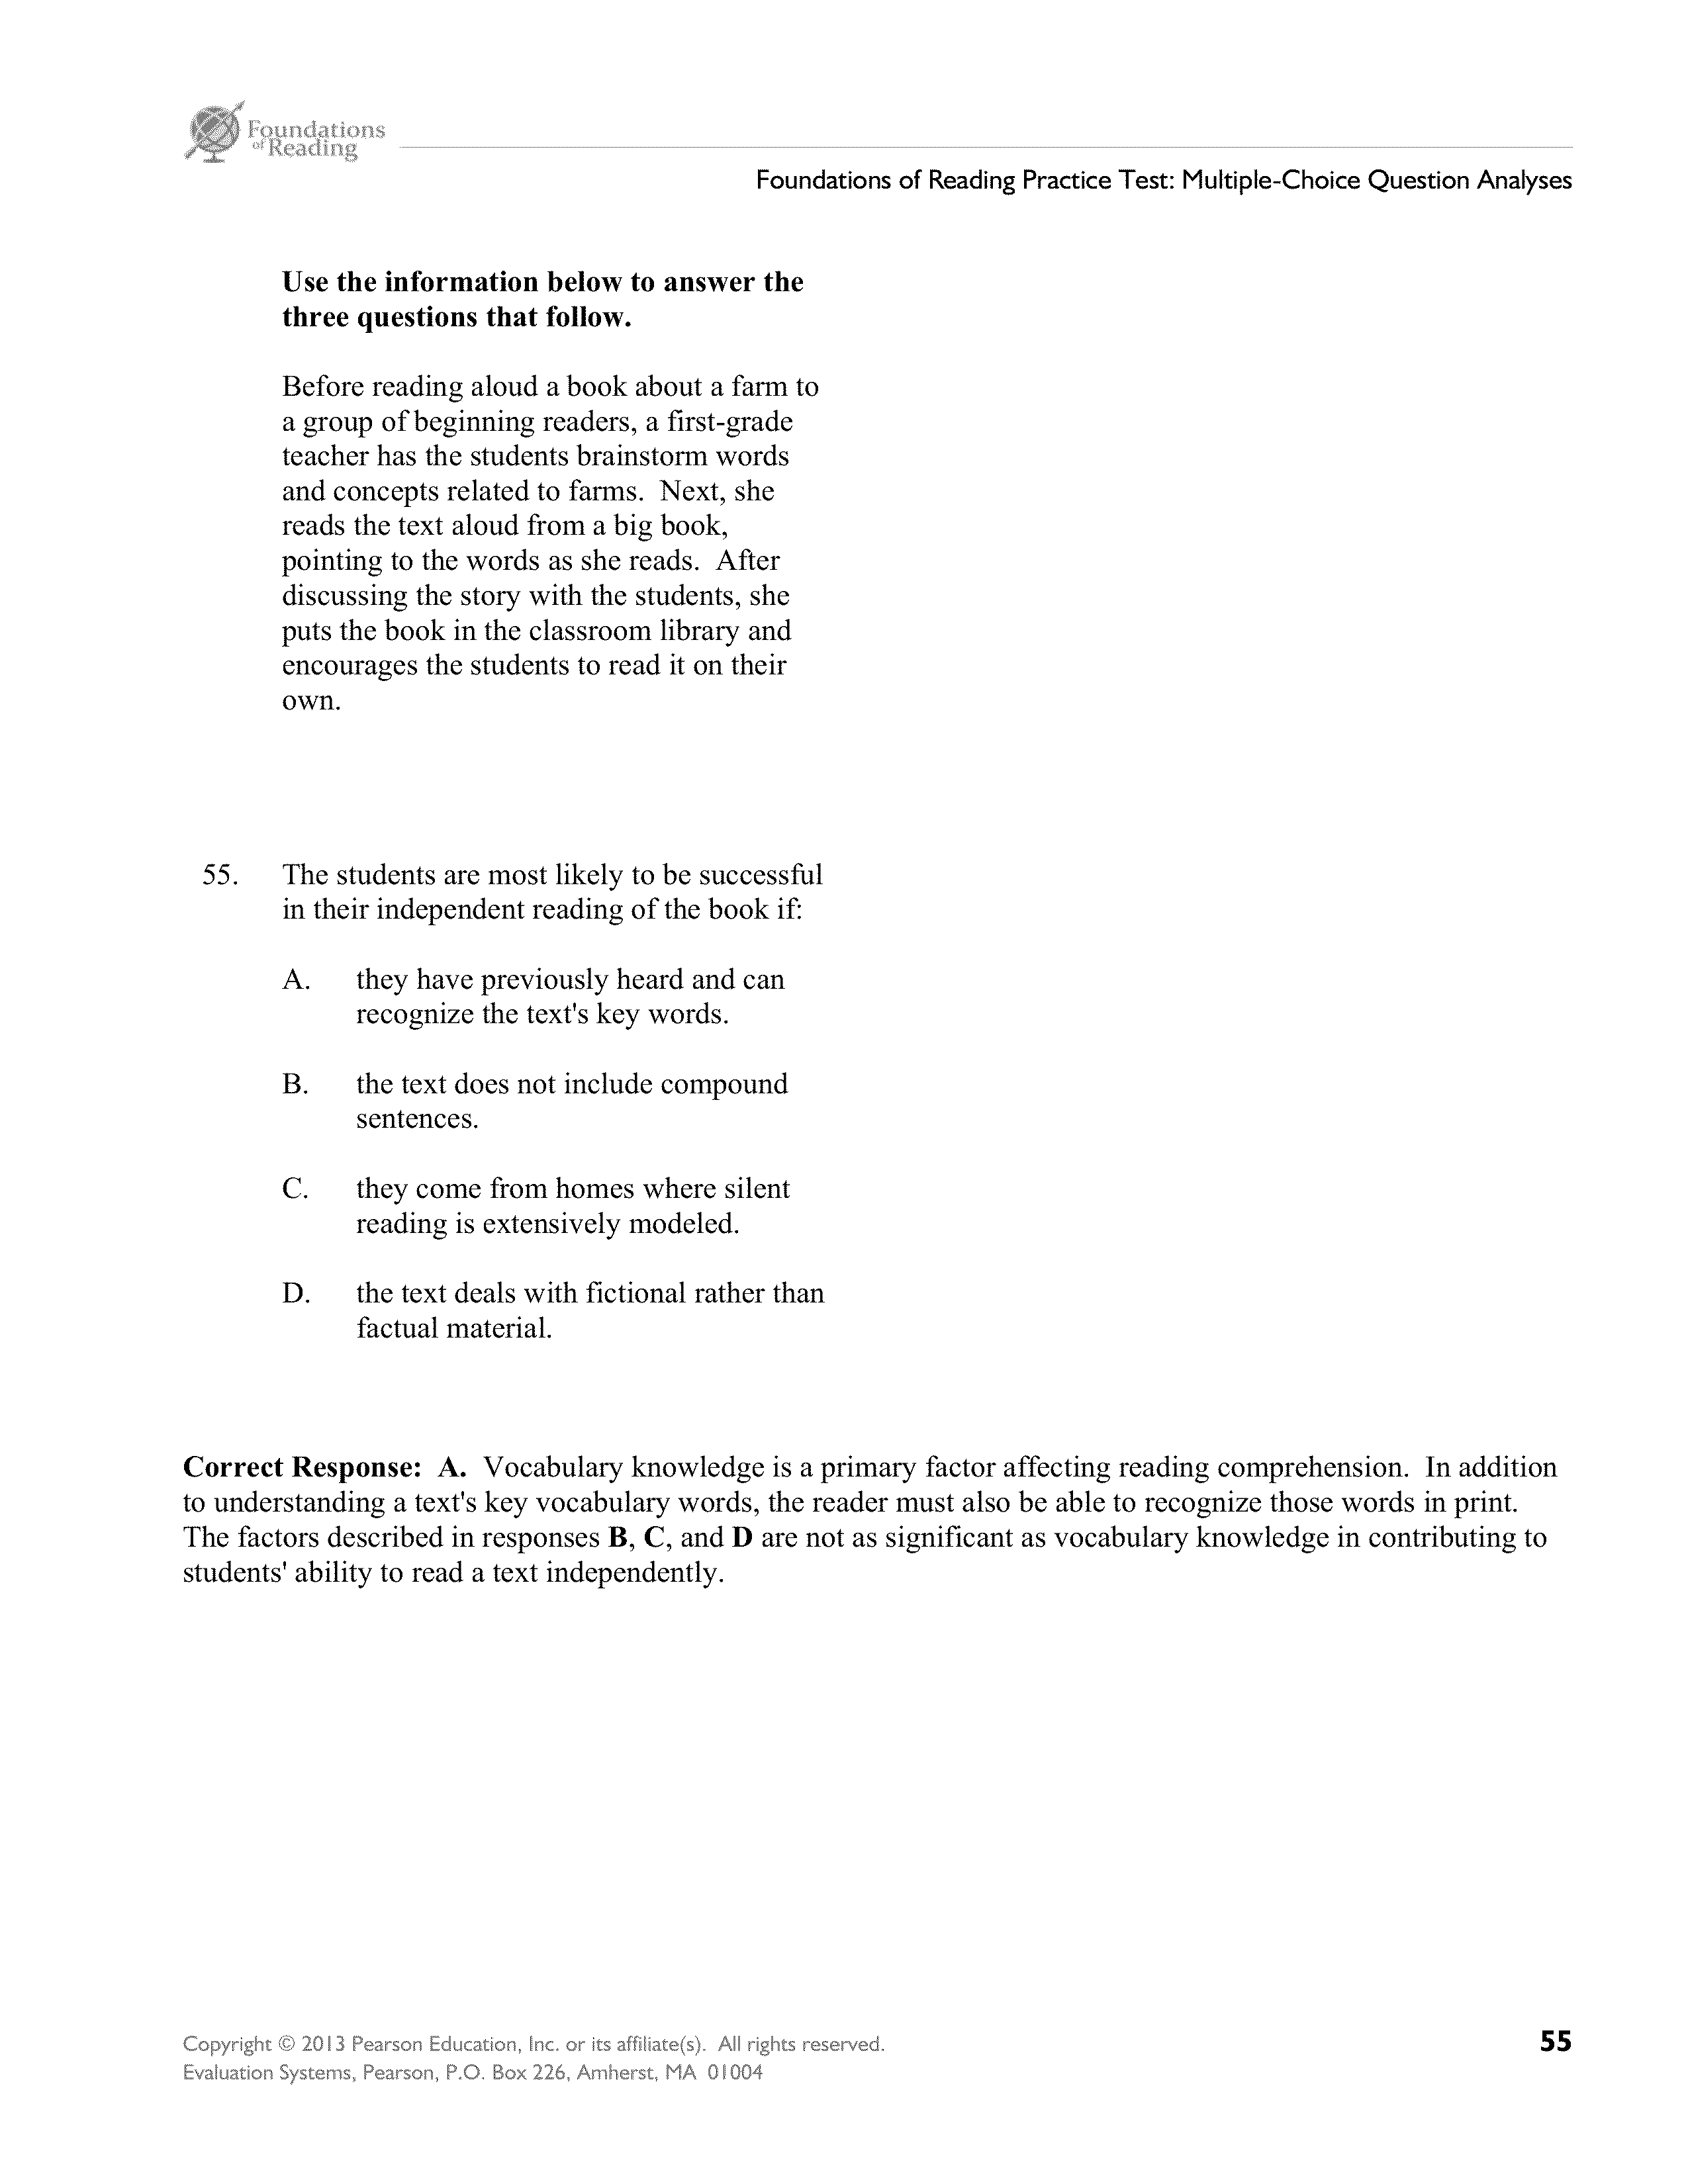 Foundations
of Reading
Foundations of Reading Practice Test: Multiple-Choice Question Analyses
Use the information below to answer the
three questions that follow.
Before reading aloud a book about a farm to
a group of beginning readers, a first-grade
teacher has the students brainstorm words
and concepts related to farms.  Next, she
reads the text aloud from a big book,
pointing to the words as she reads.  After
discussing the story with the students, she
puts the book in the classroom library and
encourages the students to read it on their
own.
55. The students are most likely to be successful
in their independent reading of the book if:
A. they have previously heard and can
recognize the text's key words.
B. the text does not include compound
sentences.
C. they come from homes where silent
reading is extensively modeled.
D. the text deals with fictional rather than
factual material.
Correct Response:  A.  Vocabulary knowledge is a primary factor affecting reading comprehension.  In addition
to understanding a text's key vocabulary words, the reader must also be able to recognize those words in print.
The factors described in responses B, C, and D are not as significant as vocabulary knowledge in contributing to
students' ability to read a text independently.
Copyright © 2013 Pearson Education, Inc. or its affiliate(s).  All rights reserved.
Evaluation Systems, Pearson, P.O. Box 226, Amherst, MA  01004
55